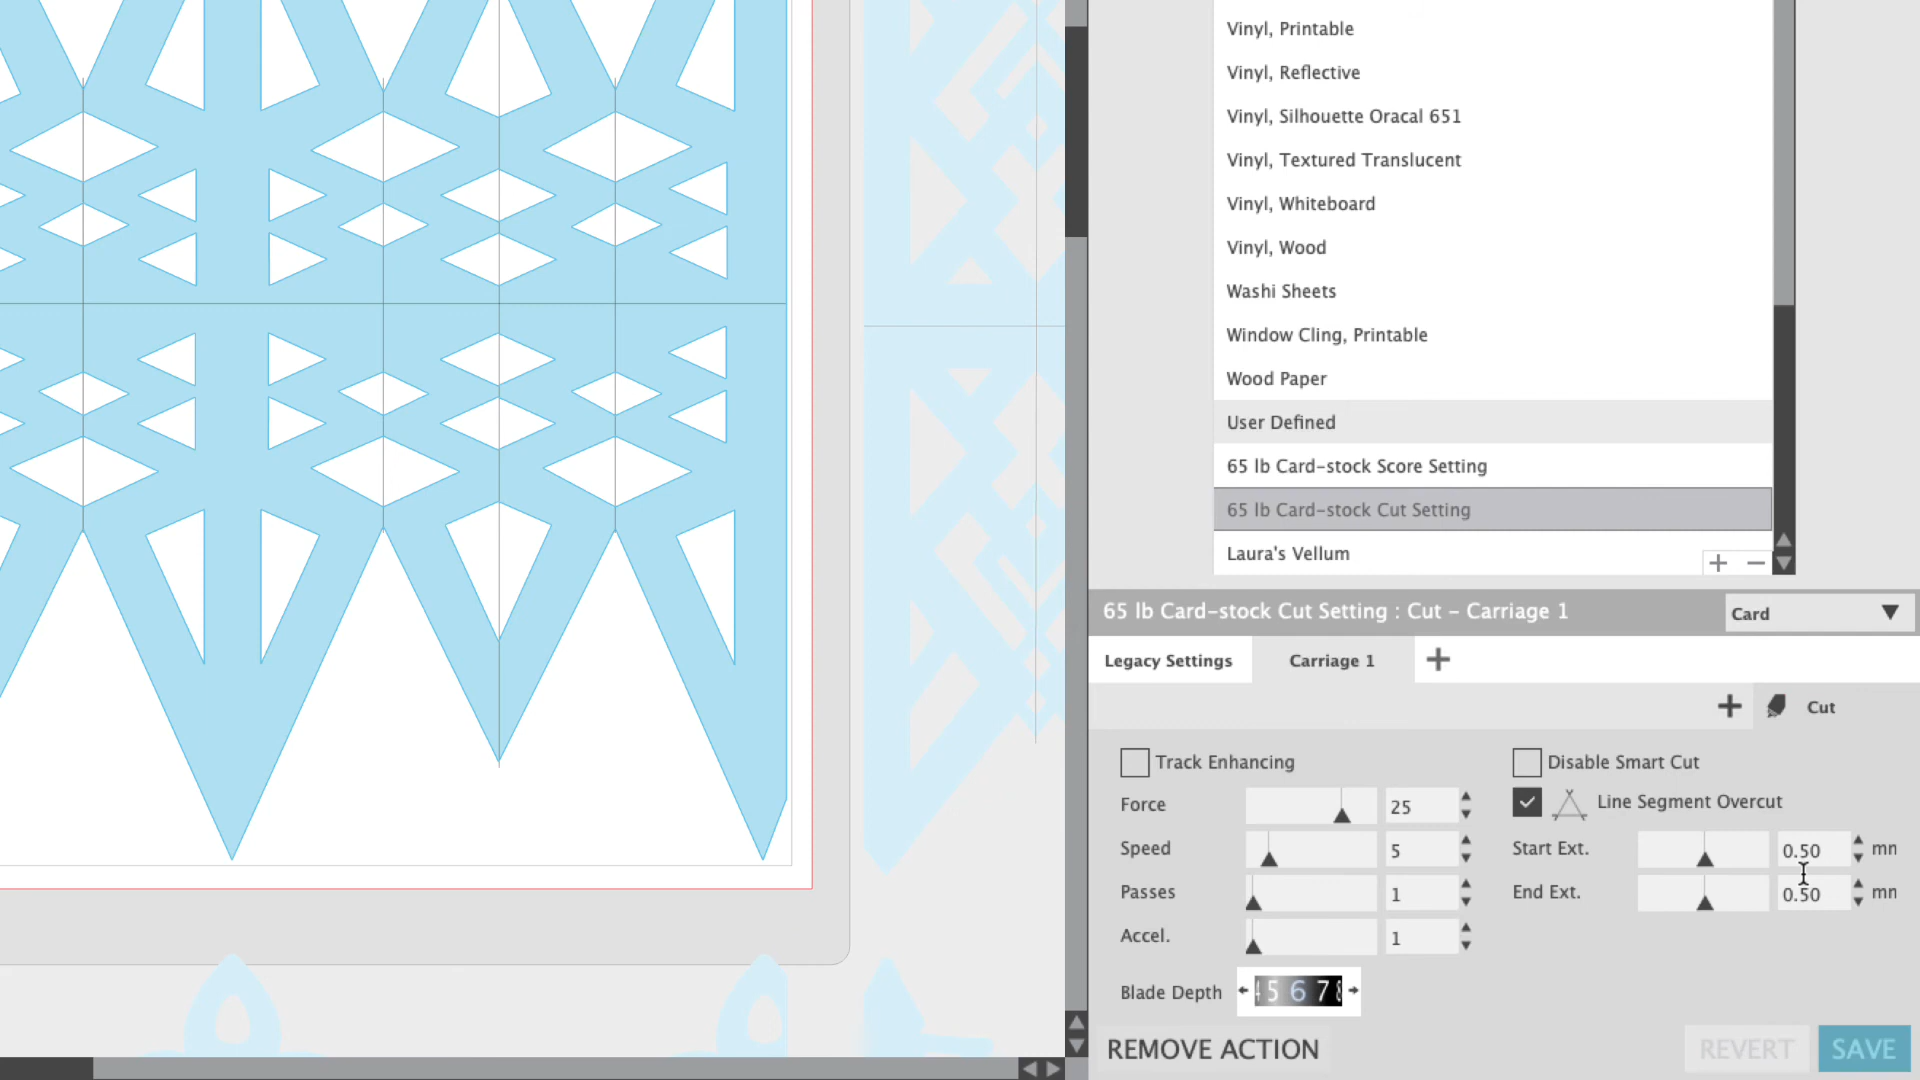 Vinyl, Printable
Vinyl, Reflective
Vinyl, Silhouette Oracal 651
Vinyl, Textured Translucent
Vinyl, Whiteboard
Vinyl, Wood
Washi Sheets
Window Cling, Printable
Wood Paper
User Defined
65 lb Card-stock Score Setting
65 lb Card-stock Cut Setting
Laura's Vellum
65 lb Card-stock Cut Setting : Cut - Carriage 1
Card
Legacy Settings
Carriage 1
Cut
Track Enhancing
Disable Smart Cut
Force
25
Line Segment Overcut
Speed
5
Start Ext.
0.50
mn
Passes
1
End Ext.
0.50
mn
Accel.
1
Blade Depth
5 6 7
REMOVE ACTION
REVERT
SAVE